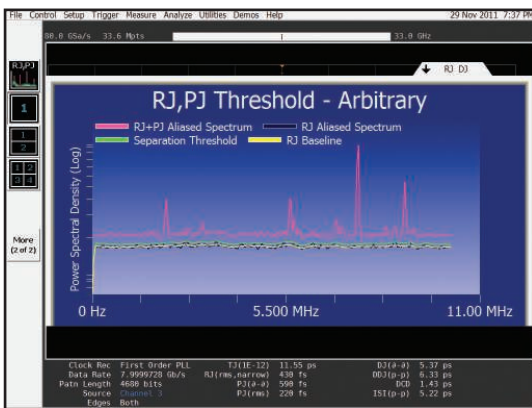 File Control Setup Trigger Measure Analyze Utilities Demos Help 29 Nov 2011 7:37 PM
80.0 GSa/s 33.6 Mpts 33.0 GHz
RJ,PJ
RJ DJ
1
1
2
1 2
3 4
More
(2 of 2)
RJ,PJ Threshold - Arbitrary
RJ+PJ Aliased Spectrum RJ Aliased Spectrum
Separation Threshold RJ Baseline
Power Spectral Density (Log)
0 Hz 5.500 MHz 11.00 MHz
Clock Rec First Order PLL TJ(1E-12) 11.55 ps DJ(∂-∂) 5.37 ps
Data Rate 7.9999728 Gb/s RJ(rms,narrow) 430 fs DDJ(p-p) 6.33 ps
Patn Length 4680 bits PJ(∂-∂) 590 fs DCD 1.43 ps
Source Channel 3 PJ(rms) 220 fs ISI(p-p) 5.22 ps
Edges Both